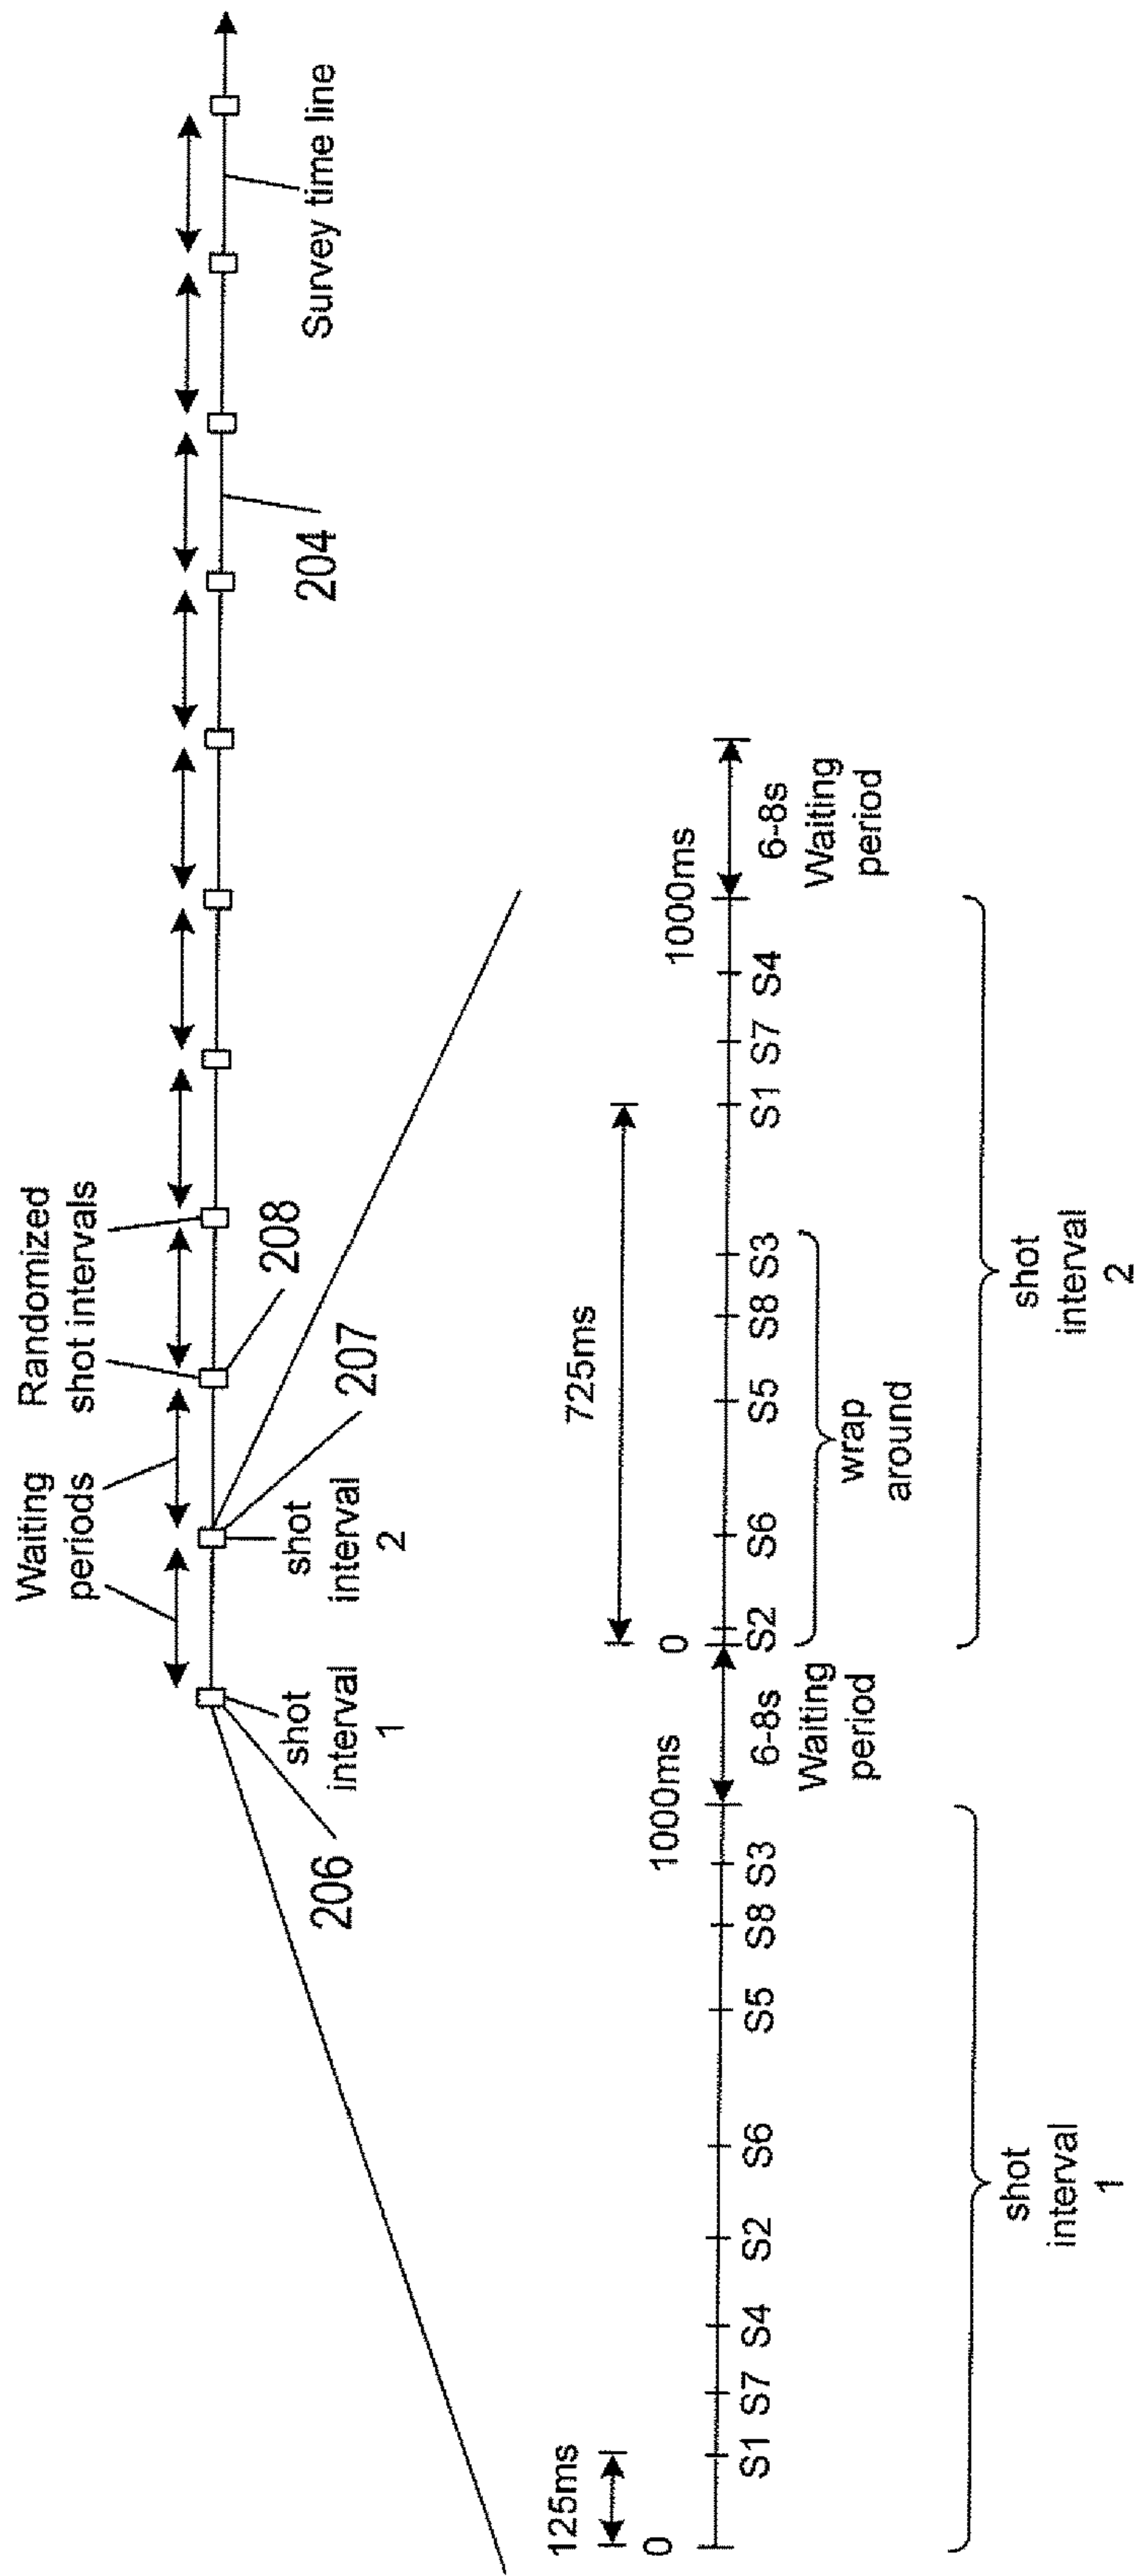 Waiting
periods
Randomized
shot intervals
206
shot
interval
1
shot
interval
2
207
208
204
Survey time line
125ms
0
1000ms
0
725ms
1000ms
S1 S7 S4 S2 S6 S5 S8 S3
6-8s
Waiting
period
S2 S6 S5 S8 S3 S1 S7 S4
6-8s
Waiting
period
wrap
around
shot
interval
1
shot
interval
2